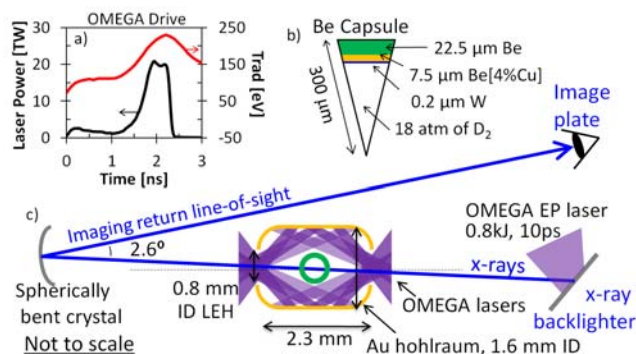 OMEGA Drive
a)
Laser Power [TW]
30
20
10
0
250
150
50
-50
Trad [eV]
0 1 2 3
Time [ns]
b) Be Capsule
300 µm
22.5 µm Be
7.5 µm Be[4%Cu]
0.2 µm W
18 atm of D₂
Image
plate
Imaging return line-of-sight
c)
2.6º
OMEGA EP laser
0.8kJ, 10ps
x-rays
x-ray
backlighter
Spherically
bent crystal
Not to scale
0.8 mm
ID LEH
2.3 mm
OMEGA lasers
Au hohlraum, 1.6 mm ID